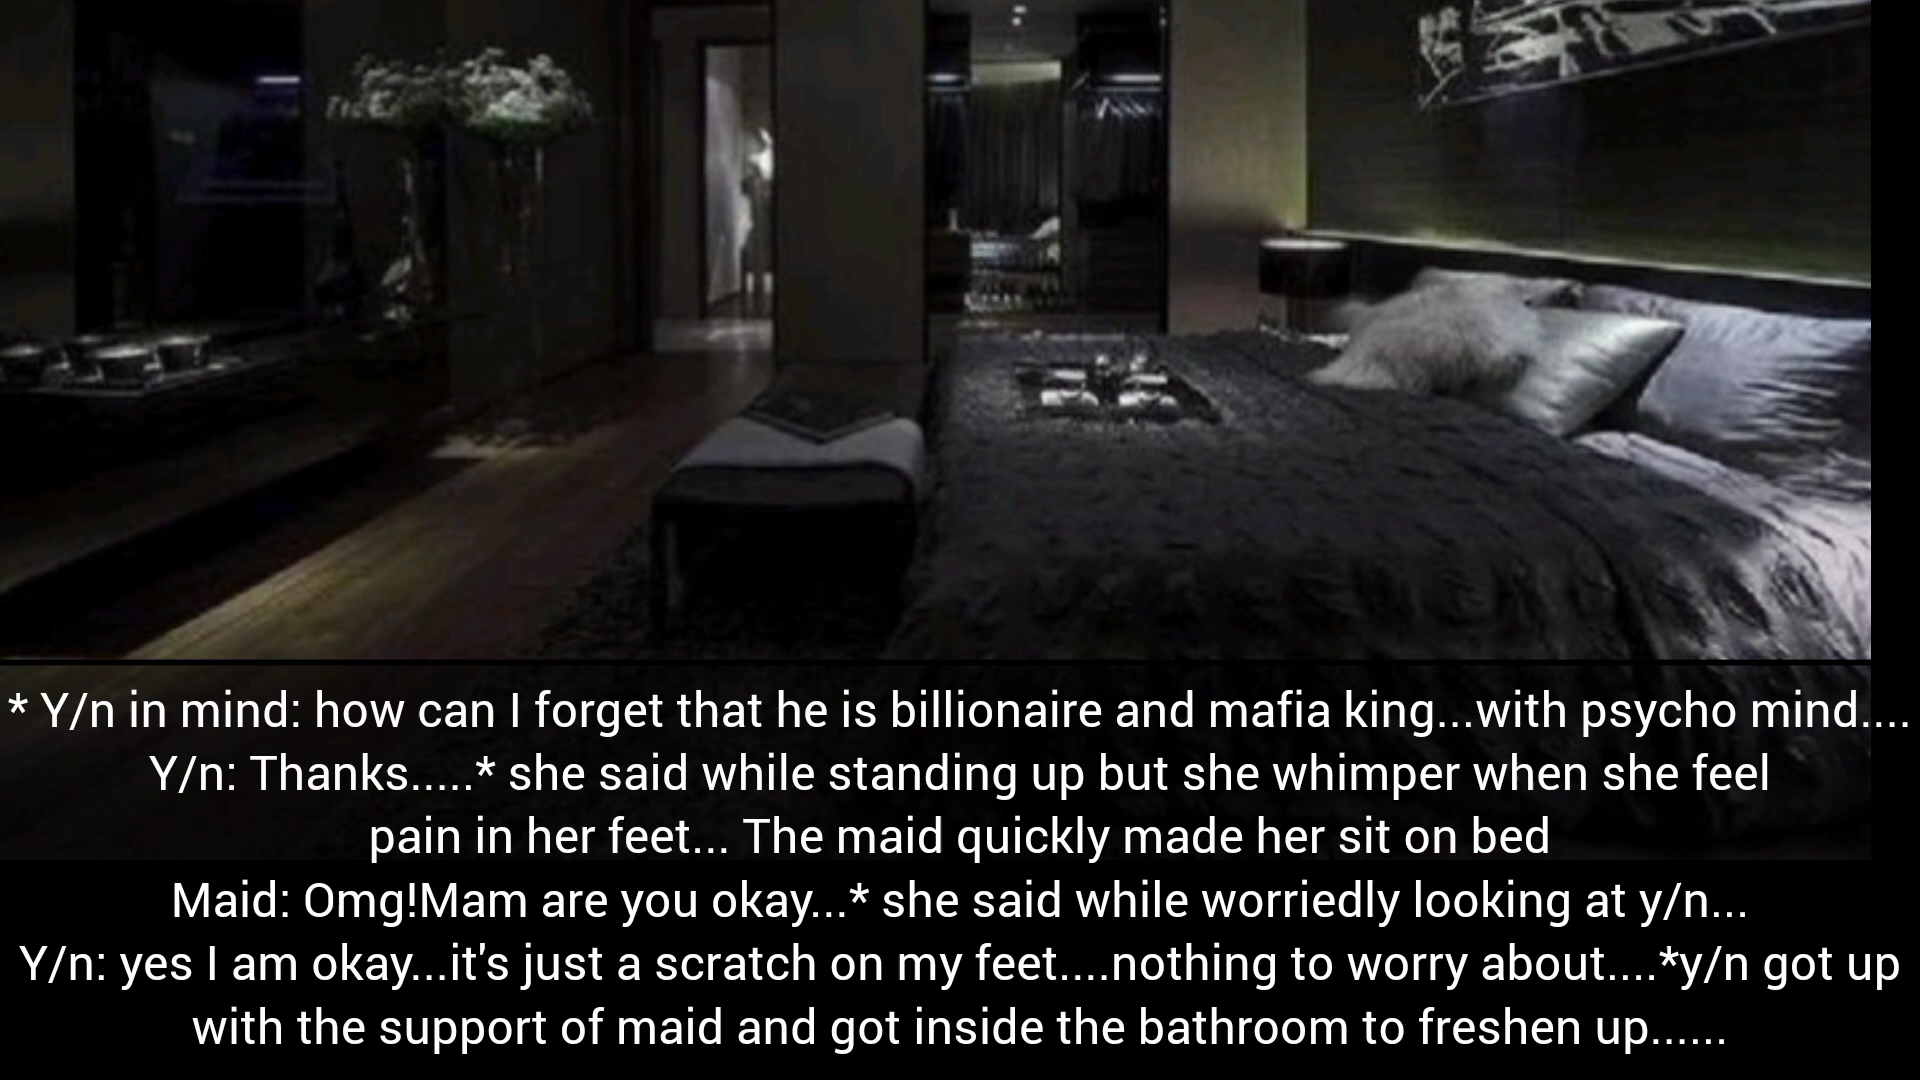 * Y/n in mind: how can I forget that he is billionaire and mafia king...with psycho mind....
Y/n: Thanks.....* she said while standing up but she whimper when she feel
pain in her feet... The maid quickly made her sit on bed
Maid: Omg!Mam are you okay...* she said while worriedly looking at y/n...
Y/n: yes I am okay...it's just a scratch on my feet....nothing to worry about....*y/n got up
with the support of maid and got inside the bathroom to freshen up......